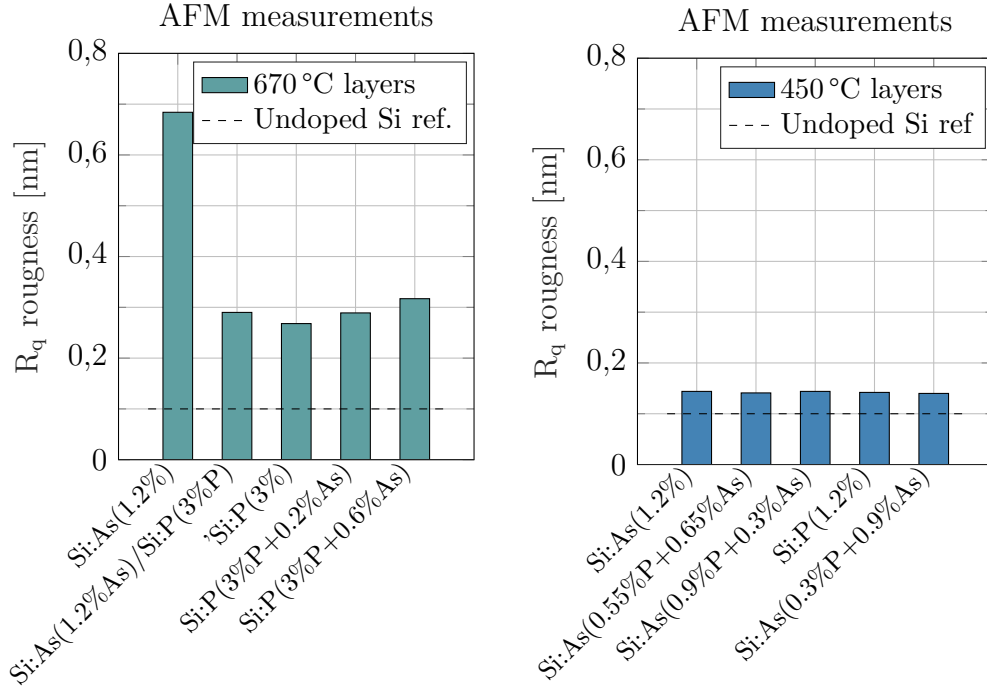 AFM measurements
0,8
0,6
0,4
0,2
0
R_q rougness [nm]
670 °C layers
Undoped Si ref.
Si:As(1.2%)
Si:As(1.2%As)/Si:P(3%P)
'Si:P(3%)
Si:P(3%P+0.2%As)
Si:P(3%P+0.6%As)
AFM measurements
0,8
0,6
0,4
0,2
0
R_q rougness [nm]
450 °C layers
Undoped Si ref
Si:As(1.2%)
Si:As(0.55%P+0.65%As)
Si:As(0.9%P+0.3%As)
Si:P(1.2%)
Si:As(0.3%P+0.9%As)